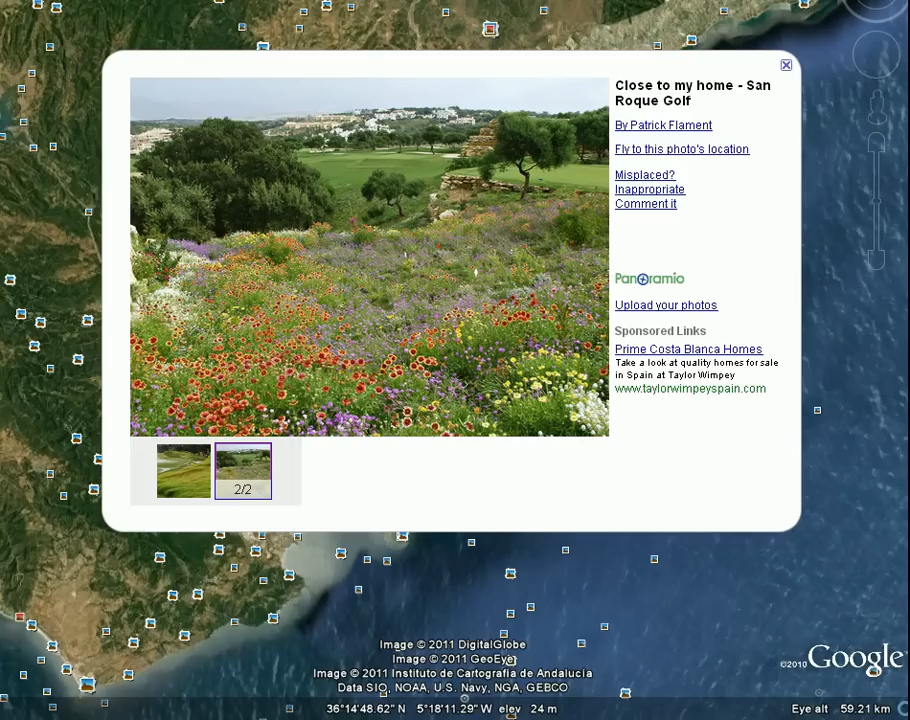 Close to my home - San
Roque Golf
By Patrick Flament
Fly to this photo's location
Misplaced?
Inappropriate
Comment it
Panoramio
Upload your photos
Sponsored Links
Prime Costa Blanca Homes
Take a look at quality homes for sale
in Spain at Taylor Wimpey
www.taylorwimpeyspain.com
2/2
Image © 2011 DigitalGlobe
Image © 2011 GeoEye
Image © 2011 Instituto de Cartografía de Andalucía
Data SIO, NOAA, U.S. Navy, NGA, GEBCO
©2010 Google
36°14'48.62" N 5°18'11.29" W elev 24 m
Eye alt 59.21 km